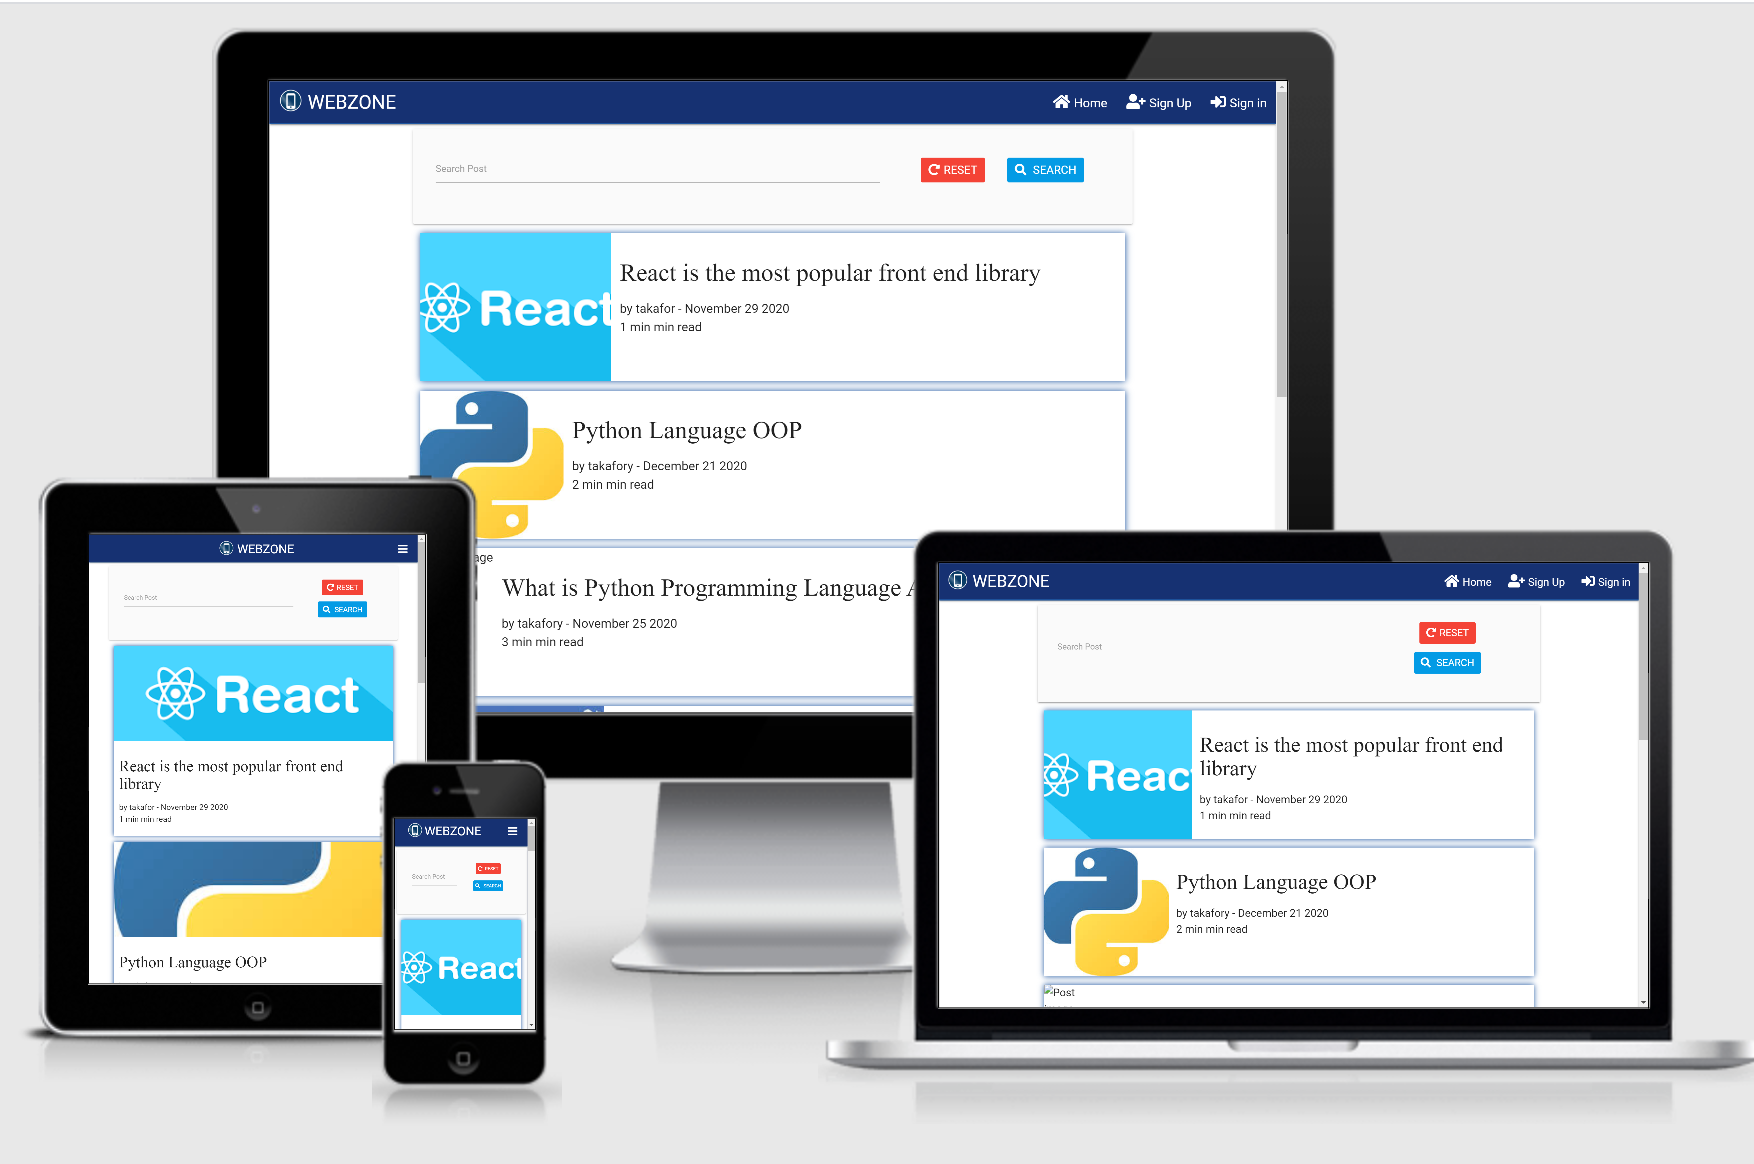 WEBZONE
Home Sign Up Sign in
Search Post
RESET SEARCH
React
React is the most popular front end library
by takafor - November 29 2020
1 min min read
Python Language OOP
by takafory - December 21 2020
2 min min read
What is Python Programming Language
by takafory - November 25 2020
3 min min read
WEBZONE
RESET
Search Post
SEARCH
React
React is the most popular front end
library
by takafor - November 29 2020
1 min min read
Python Language OOP
WEBZONE
RESET
Search Post
SEARCH
React
WEBZONE
Home Sign Up Sign in
RESET
Search Post
SEARCH
Reac
React is the most popular front end
library
by takafor - November 29 2020
1 min min read
Python Language OOP
by takafory - December 21 2020
2 min min read
Post